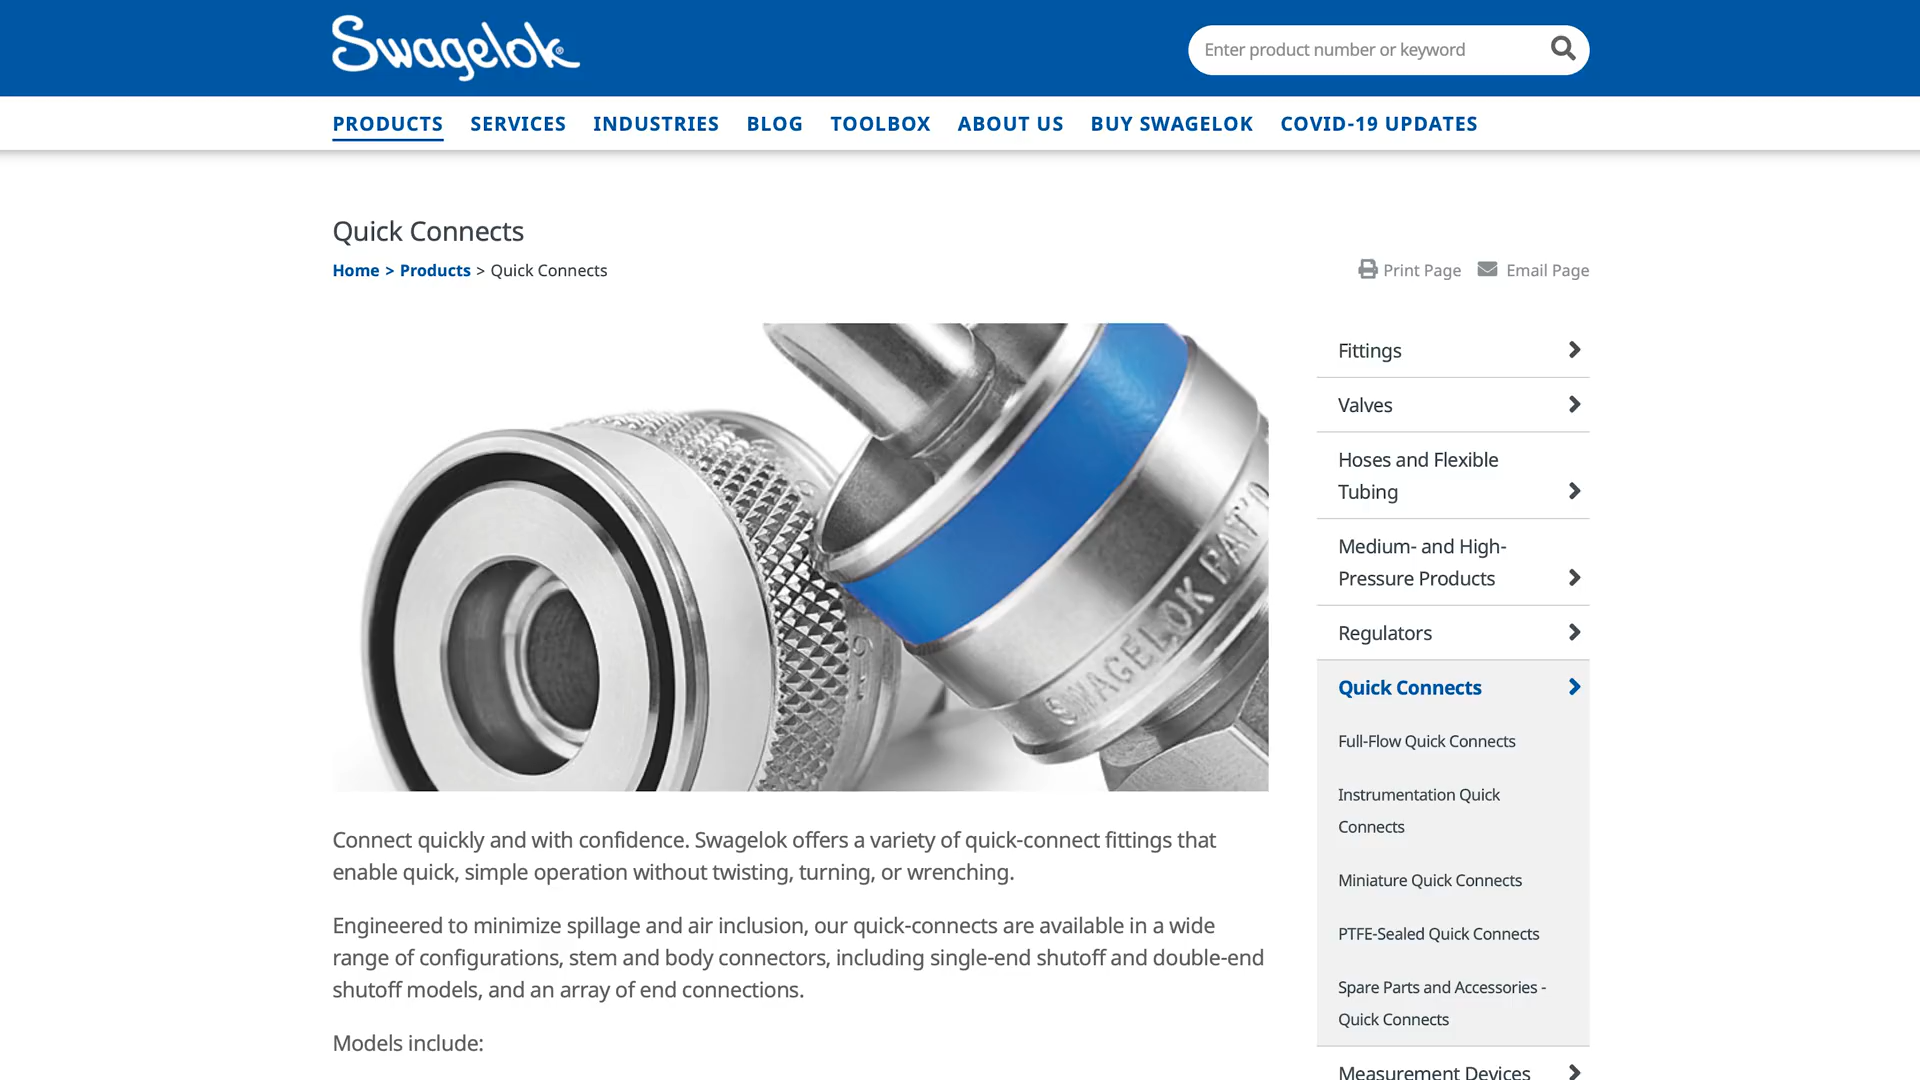 Swagelok®
Enter product number or keyword
PRODUCTS SERVICES INDUSTRIES BLOG TOOLBOX ABOUT US BUY SWAGELOK COVID-19 UPDATES
Quick Connects
Home > Products > Quick Connects
Print Page Email Page
SWAGELOK PAT'D
Connect quickly and with confidence. Swagelok offers a variety of quick-connect fittings that
enable quick, simple operation without twisting, turning, or wrenching.
Engineered to minimize spillage and air inclusion, our quick-connects are available in a wide
range of configurations, stem and body connectors, including single-end shutoff and double-end
shutoff models, and an array of end connections.
Models include:
Fittings
Valves
Hoses and Flexible
Tubing
Medium- and High-
Pressure Products
Regulators
Quick Connects
Full-Flow Quick Connects
Instrumentation Quick
Connects
Miniature Quick Connects
PTFE-Sealed Quick Connects
Spare Parts and Accessories -
Quick Connects
Measurement Devices